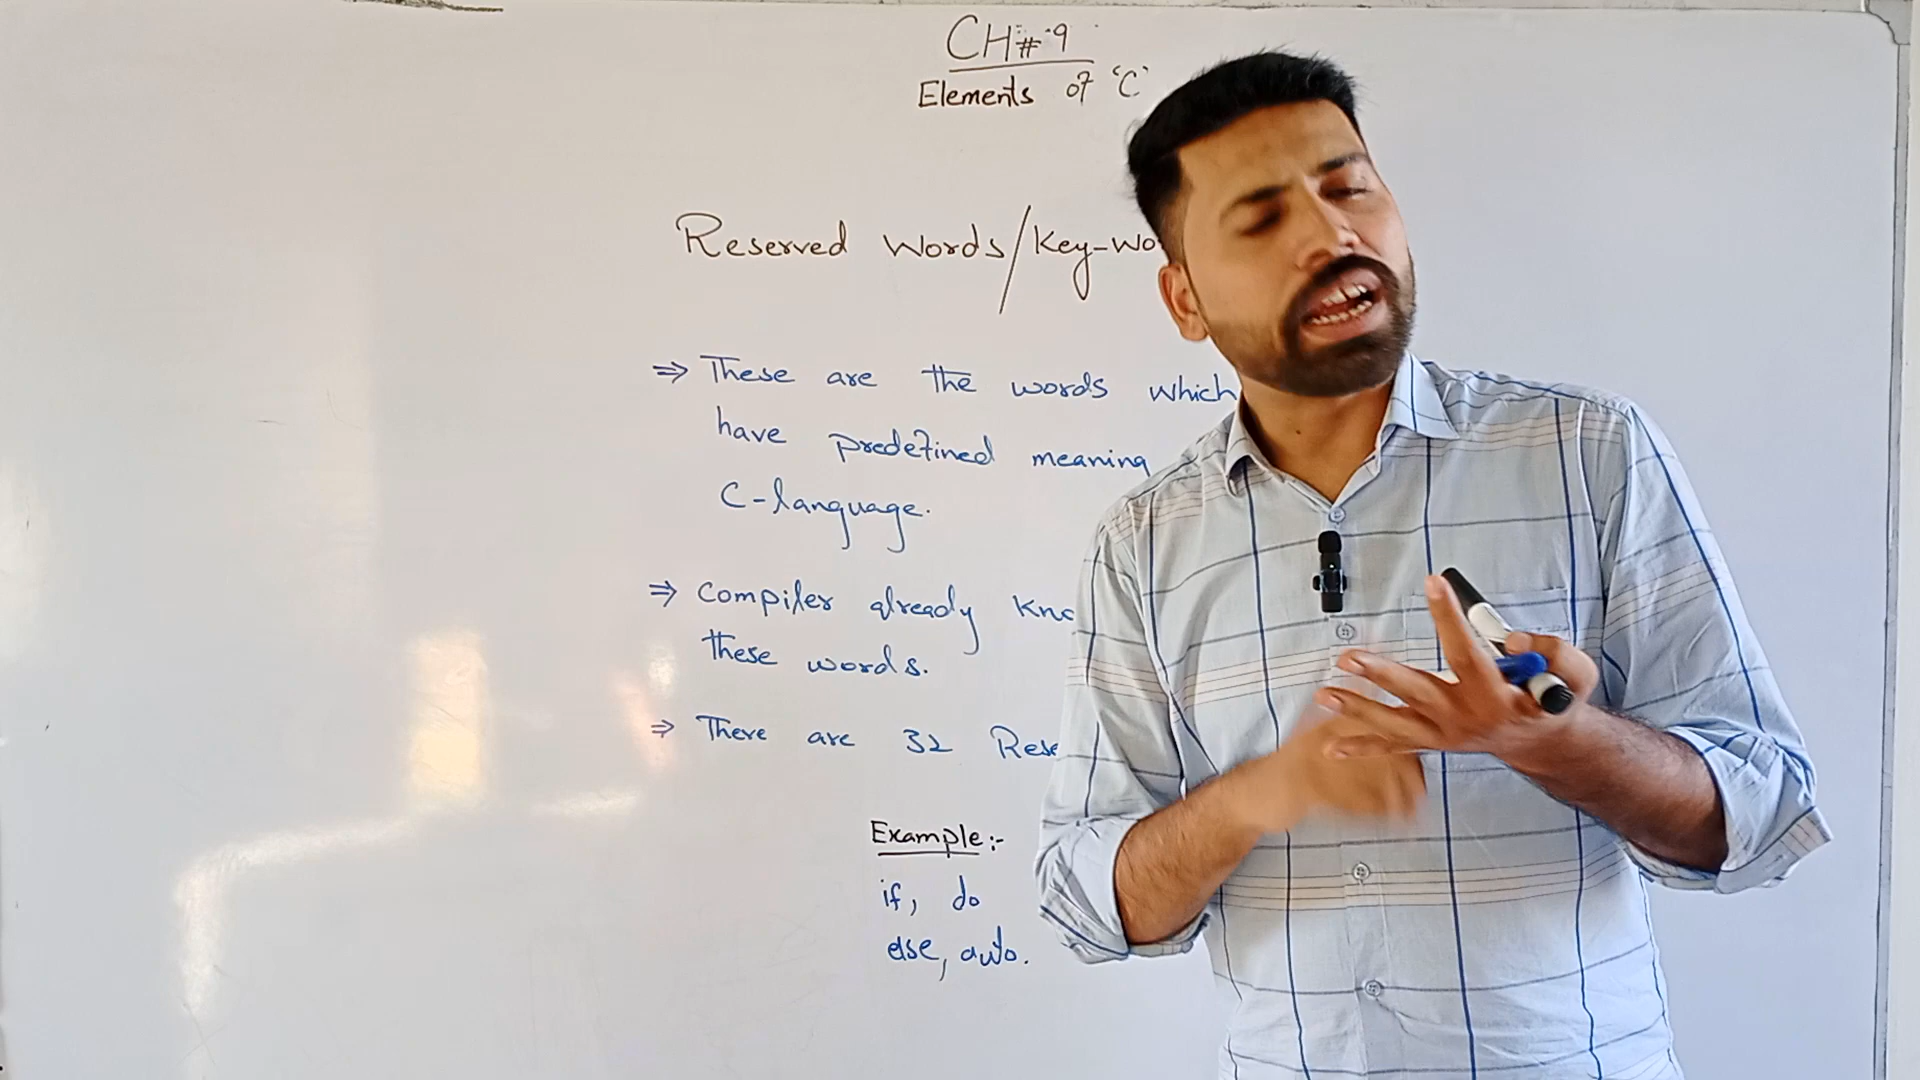 CH# 9
Elements of 'C'
Reserved Words/Key-Wo
⇒ These are the words which
have predefined meaning
C-language.
⇒ Compiler already Kno
these words.
⇒ There are 32 Rese
Example:-
if, do
else, auto.